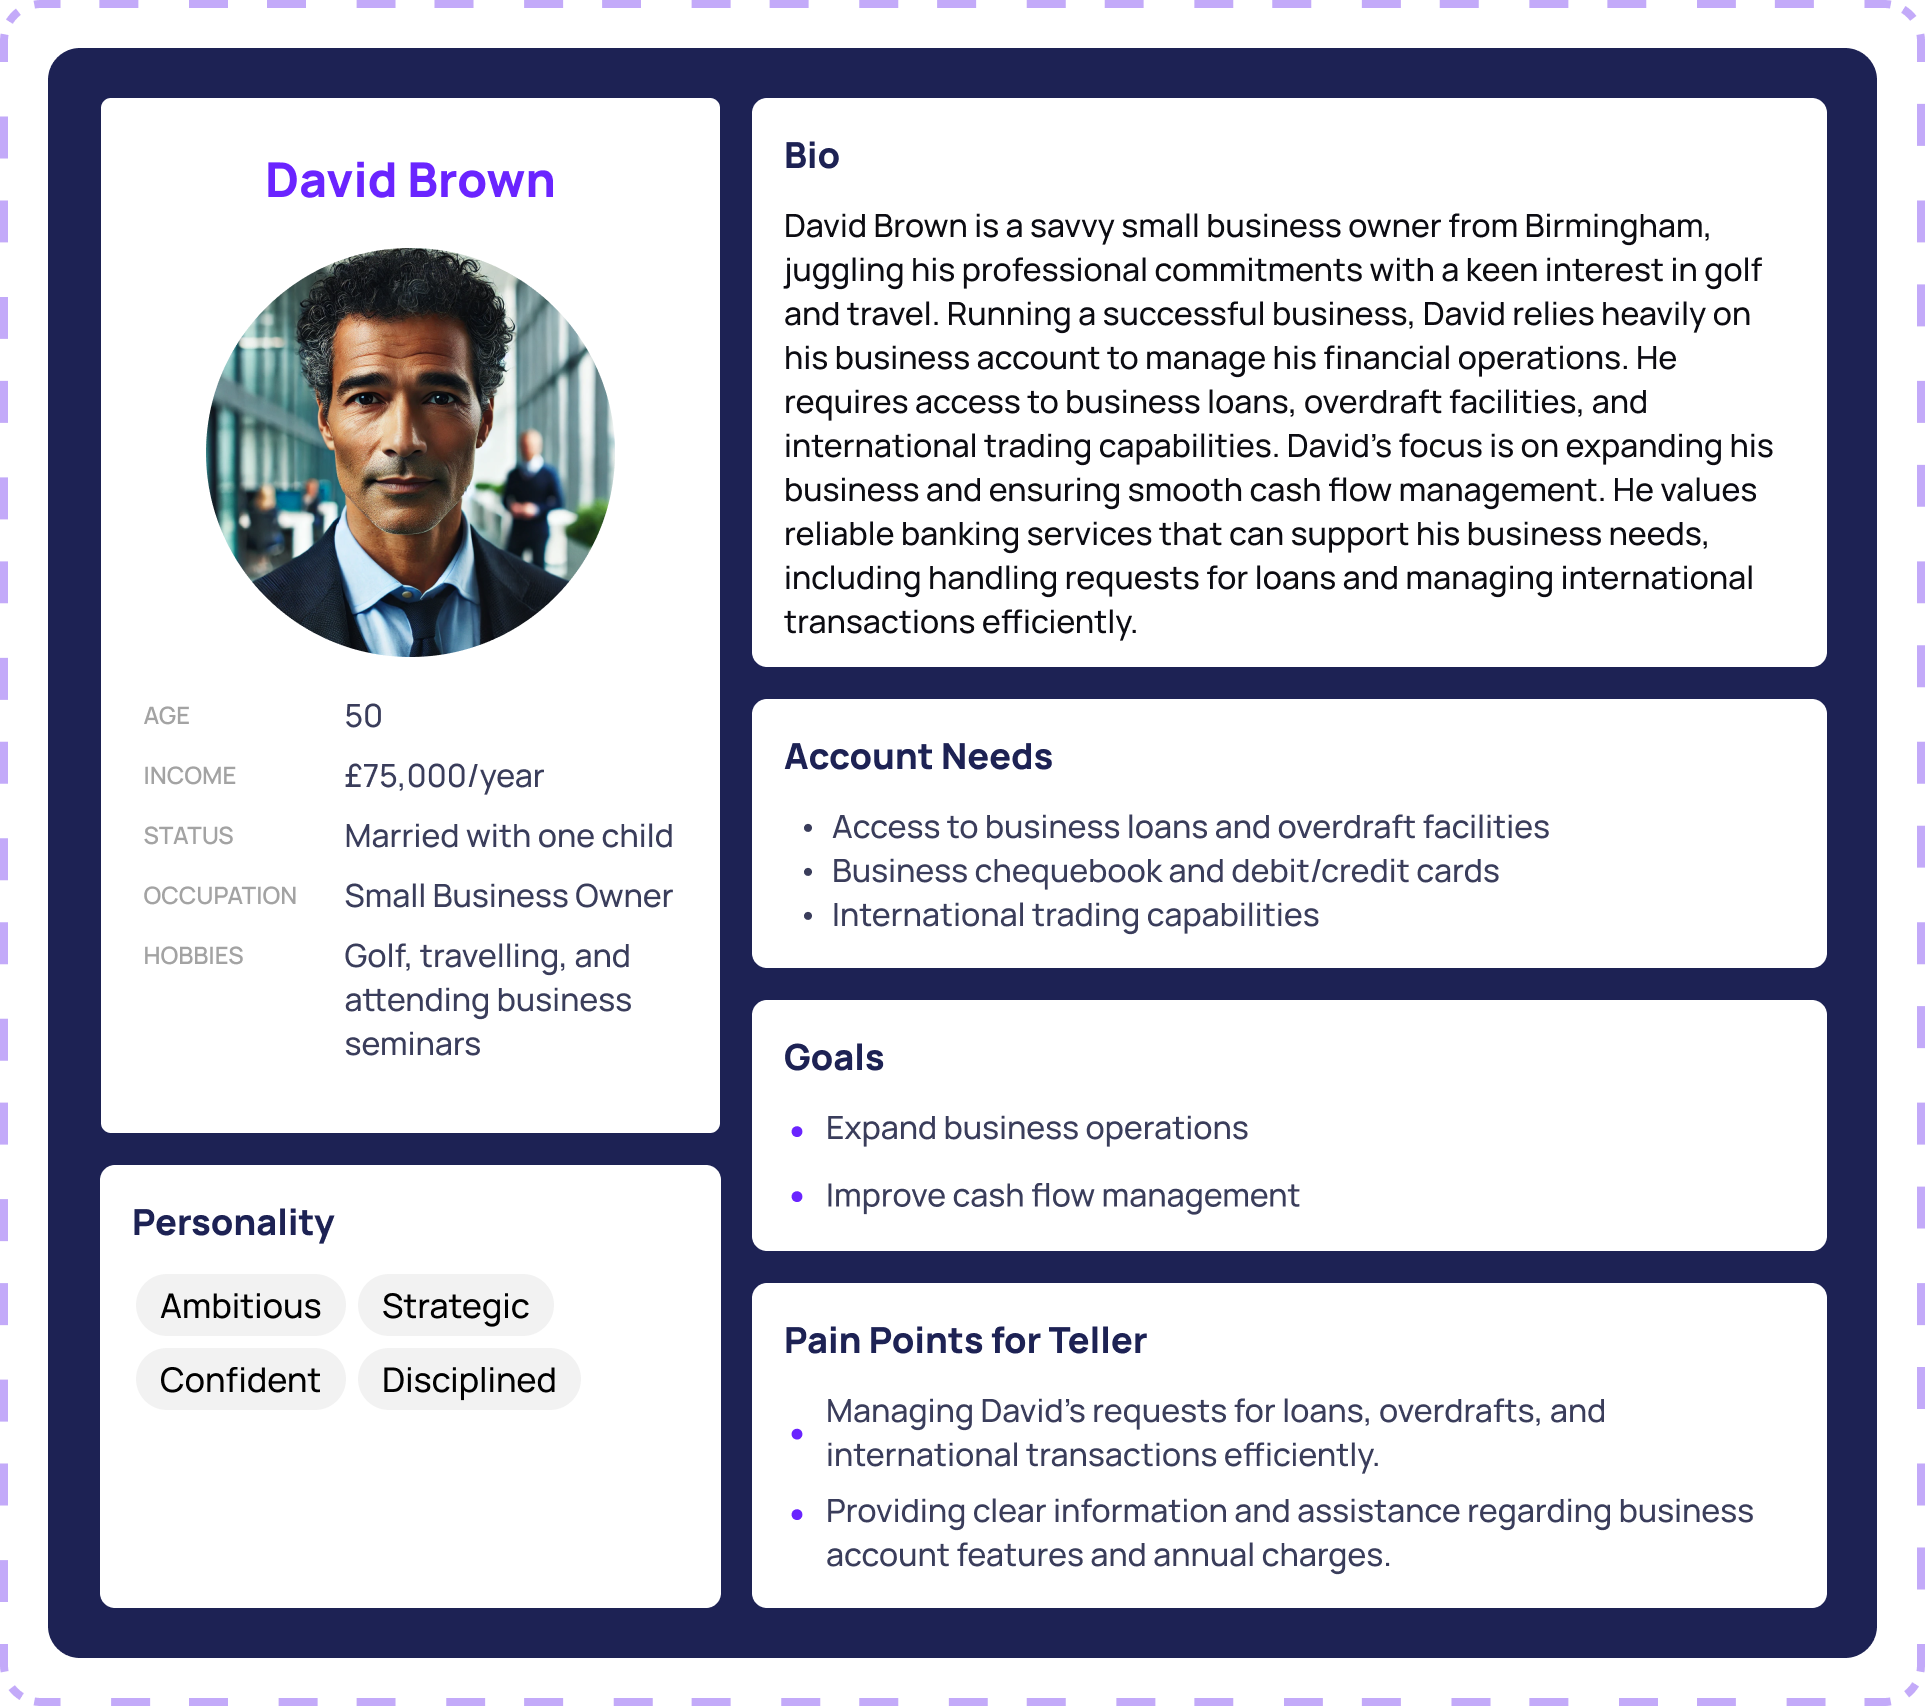 David Brown
AGE 50
INCOME £75,000/year
STATUS Married with one child
OCCUPATION Small Business Owner
HOBBIES Golf, travelling, and
attending business
seminars
Personality
Ambitious Strategic
Confident Disciplined
Bio
David Brown is a savvy small business owner from Birmingham,
juggling his professional commitments with a keen interest in golf
and travel. Running a successful business, David relies heavily on
his business account to manage his financial operations. He
requires access to business loans, overdraft facilities, and
international trading capabilities. David's focus is on expanding his
business and ensuring smooth cash flow management. He values
reliable banking services that can support his business needs,
including handling requests for loans and managing international
transactions efficiently.
Account Needs
• Access to business loans and overdraft facilities
• Business chequebook and debit/credit cards
• International trading capabilities
Goals
• Expand business operations
• Improve cash flow management
Pain Points for Teller
• Managing David's requests for loans, overdrafts, and
international transactions efficiently.
• Providing clear information and assistance regarding business
account features and annual charges.